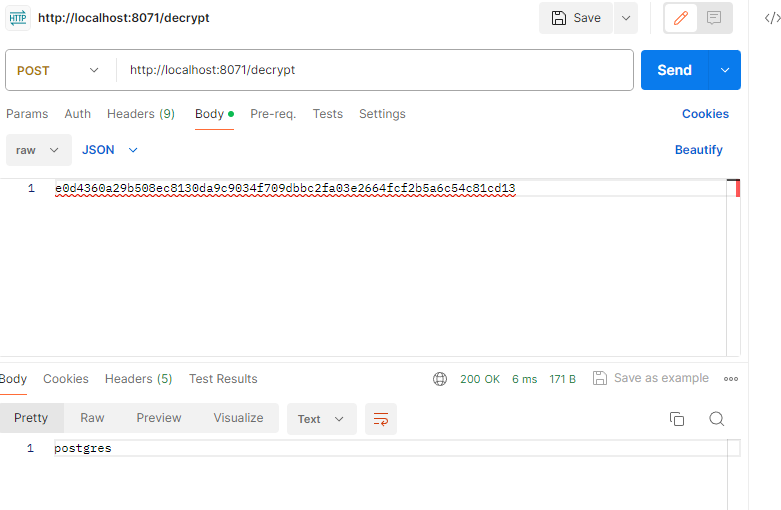 HTTP http://localhost:8071/decrypt Save </>
POST http://localhost:8071/decrypt Send
Params Auth Headers (9) Body Pre-req. Tests Settings Cookies
raw JSON Beautify
1 e0d4360a29b508ec8130da9c9034f709dbbc2fa03e2664fcf2b5a6c54c81cd13
Body Cookies Headers (5) Test Results 200 OK 6 ms 171 B Save as example
Pretty Raw Preview Visualize Text
1 postgres